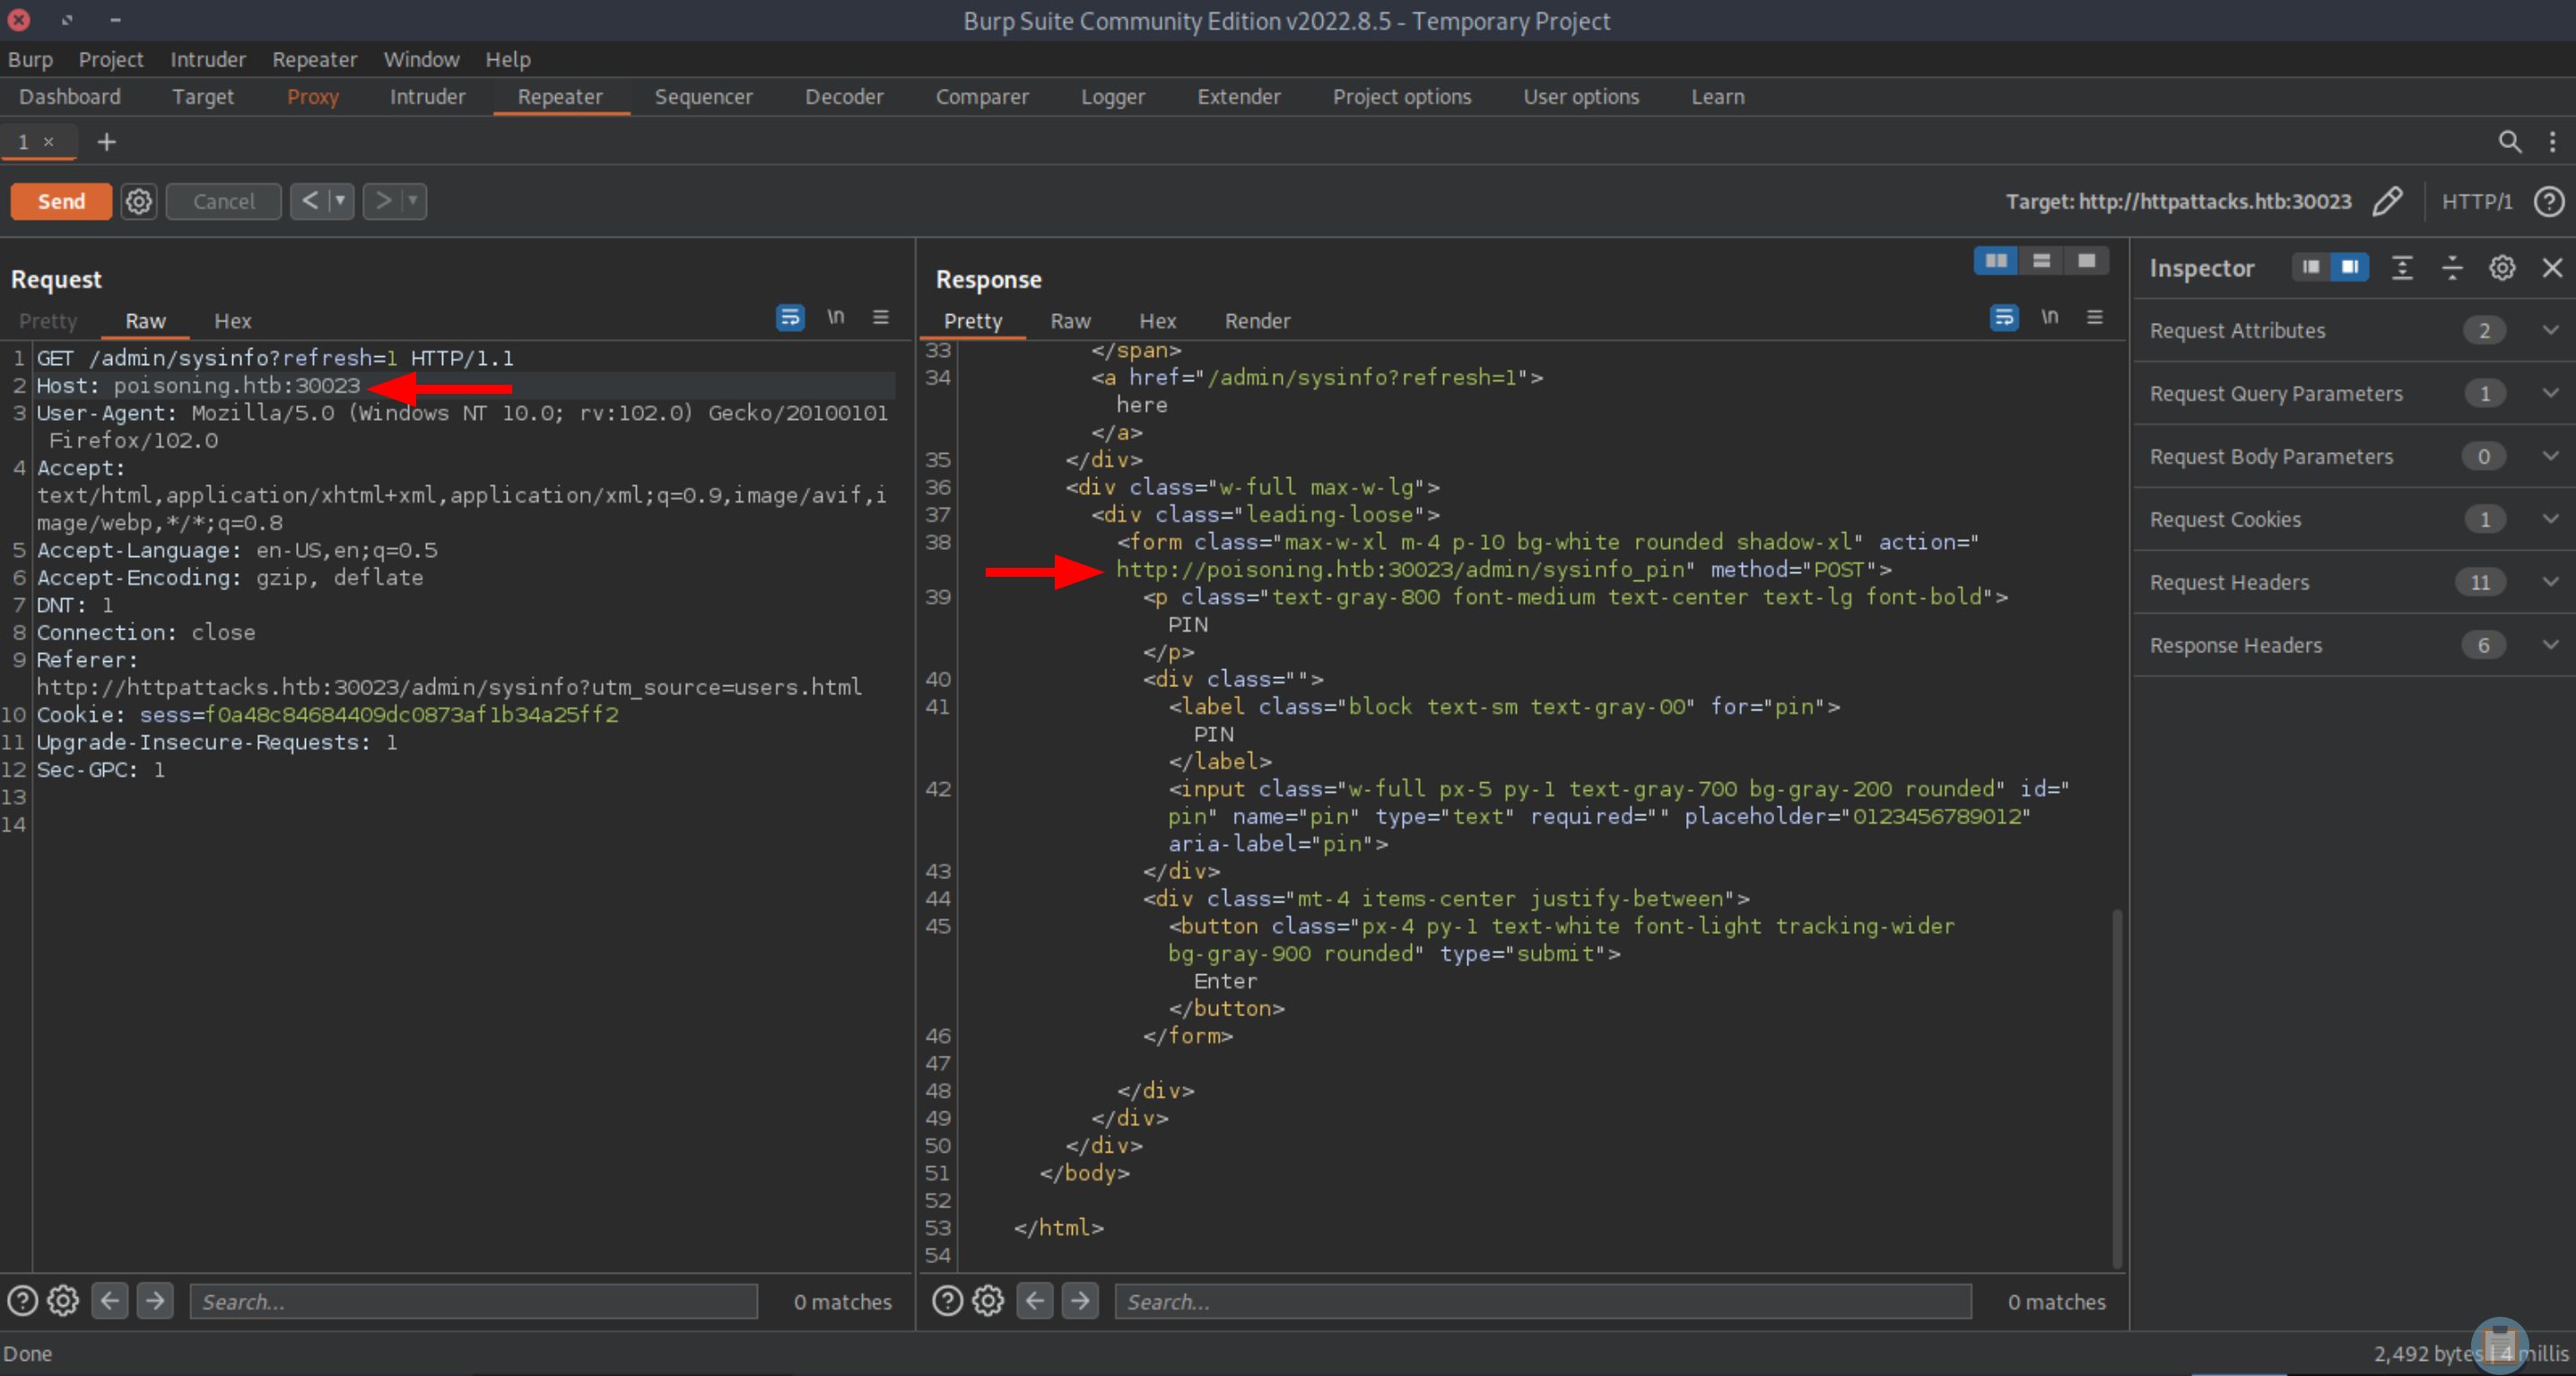 Burp Suite Community Edition v2022.8.5 - Temporary Project
Burp Project Intruder Repeater Window Help
Dashboard Target Proxy Intruder Repeater Sequencer Decoder Comparer Logger Extender Project options User options Learn
1 × +
Send Cancel < > Target: http://httpattacks.htb:30023 HTTP/1 ?
Request
Pretty Raw Hex \n
1 GET /admin/sysinfo?refresh=1 HTTP/1.1
2 Host: poisoning.htb:30023
3 User-Agent: Mozilla/5.0 (Windows NT 10.0; rv:102.0) Gecko/20100101
Firefox/102.0
4 Accept:
text/html,application/xhtml+xml,application/xml;q=0.9,image/avif,i
mage/webp,*/*;q=0.8
5 Accept-Language: en-US,en;q=0.5
6 Accept-Encoding: gzip, deflate
7 DNT: 1
8 Connection: close
9 Referer:
http://httpattacks.htb:30023/admin/sysinfo?utm_source=users.html
10 Cookie: sess=f0a48c84684409dc0873af1b34a25ff2
11 Upgrade-Insecure-Requests: 1
12 Sec-GPC: 1
13
14
? Search... 0 matches
Response
Pretty Raw Hex Render \n
33 </span>
34 <a href="/admin/sysinfo?refresh=1">
here
</a>
35 </div>
36 <div class="w-full max-w-lg">
37 <div class="leading-loose">
38 <form class="max-w-xl m-4 p-10 bg-white rounded shadow-xl" action="
http://poisoning.htb:30023/admin/sysinfo_pin" method="POST">
39 <p class="text-gray-800 font-medium text-center text-lg font-bold">
PIN
</p>
40 <div class="">
41 <label class="block text-sm text-gray-00" for="pin">
PIN
</label>
42 <input class="w-full px-5 py-1 text-gray-700 bg-gray-200 rounded" id="
pin" name="pin" type="text" required="" placeholder="0123456789012"
aria-label="pin">
43 </div>
44 <div class="mt-4 items-center justify-between">
45 <button class="px-4 py-1 text-white font-light tracking-wider
bg-gray-900 rounded" type="submit">
Enter
</button>
46 </form>
47
48 </div>
49 </div>
50 </div>
51 </body>
52
53 </html>
54
? Search... 0 matches
Inspector
Request Attributes 2
Request Query Parameters 1
Request Body Parameters 0
Request Cookies 1
Request Headers 11
Response Headers 6
Done
2,492 bytes | 4 millis